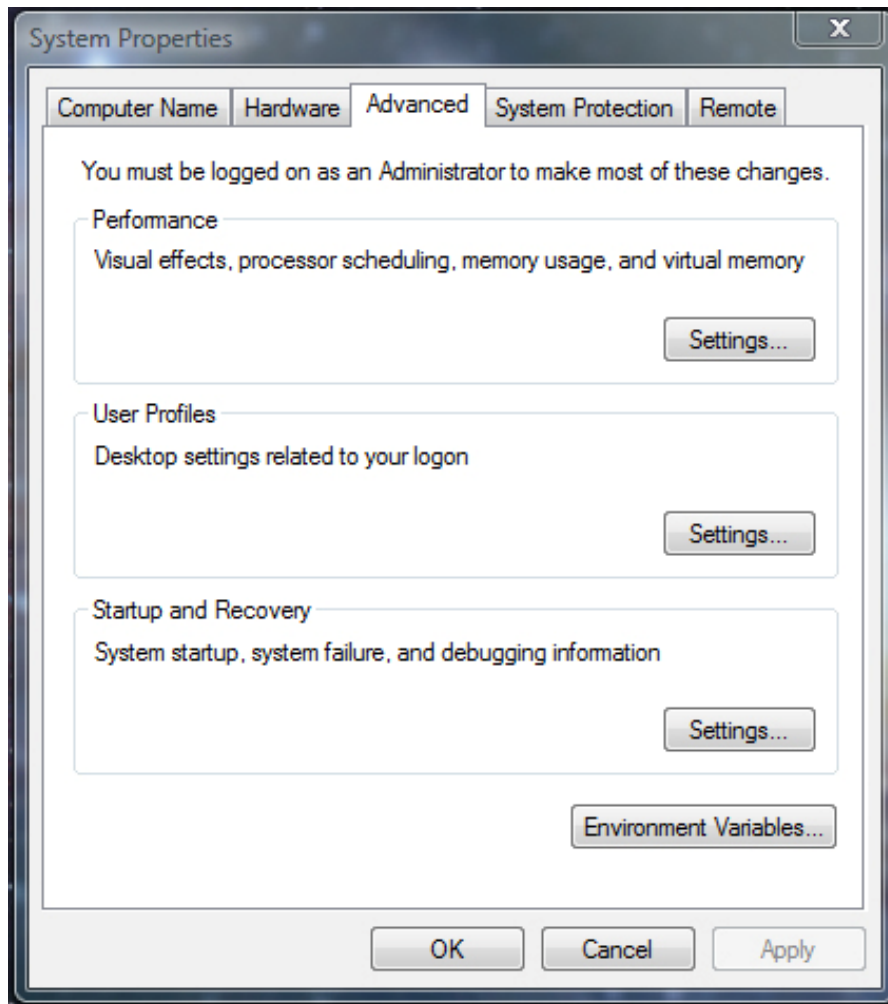 System Properties
Computer Name Hardware Advanced System Protection Remote
You must be logged on as an Administrator to make most of these changes.
Performance
Visual effects, processor scheduling, memory usage, and virtual memory
Settings...
User Profiles
Desktop settings related to your logon
Settings...
Startup and Recovery
System startup, system failure, and debugging information
Settings...
Environment Variables...
OK Cancel Apply